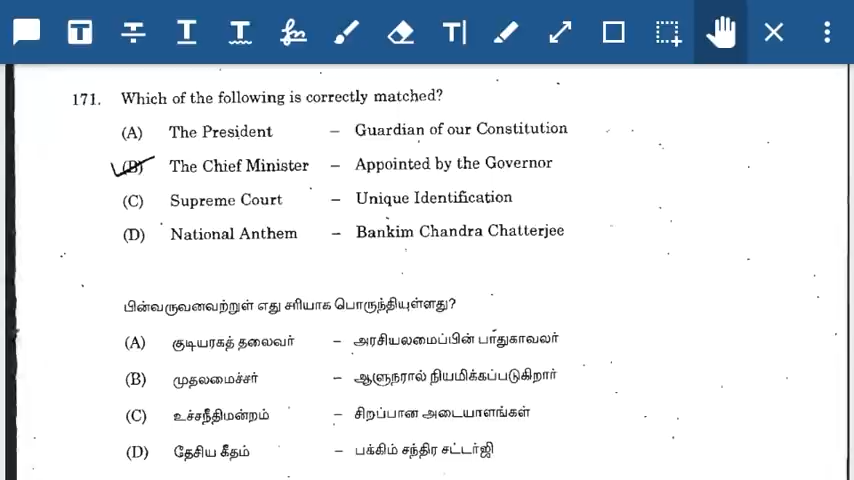 171. Which of the following is correctly matched?
(A) The President – Guardian of our Constitution
(B) The Chief Minister – Appointed by the Governor
(C) Supreme Court – Unique Identification
(D) National Anthem – Bankim Chandra Chatterjee
பின்வருவனவற்றுள் எது சரியாக பொருந்தியுள்ளது?
(A) குடியரசுத் தலைவர் – அரசியலமைப்பின் பாதுகாவலர்
(B) முதலமைச்சர் – ஆளுநரால் நியமிக்கப்படுகிறார்
(C) உச்சநீதிமன்றம் – சிறப்பான அடையாளங்கள்
(D) தேசிய கீதம் – பக்கிம் சந்திர சட்டர்ஜி